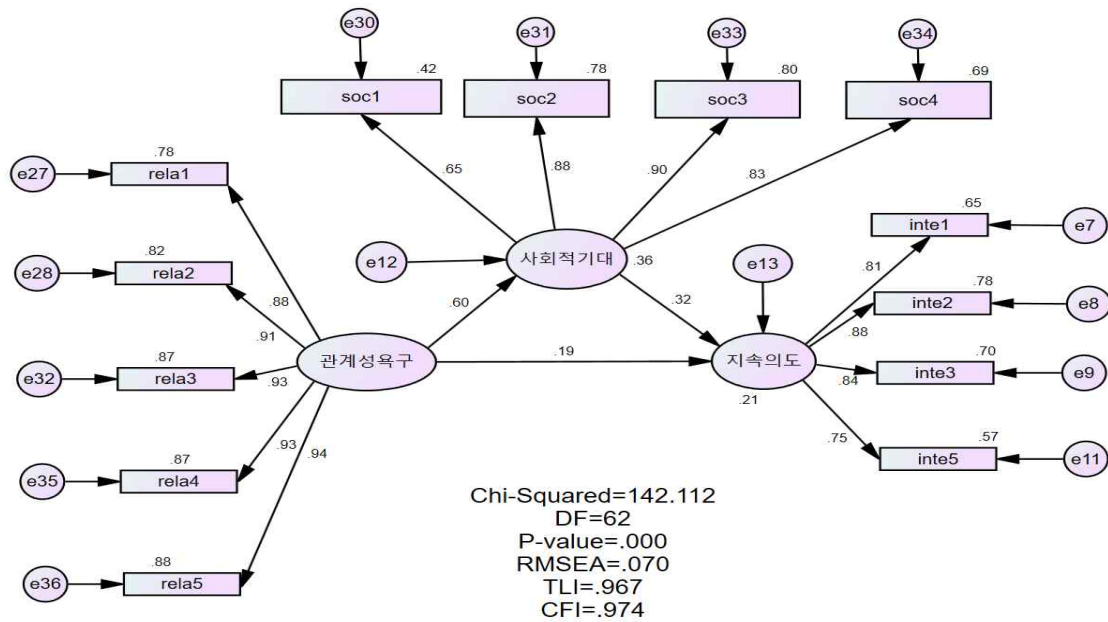 e30
e31
e33
e34
.42
.78
.80
.69
soc1
soc2
soc3
soc4
.78
e27
rela1
.65
.88
.90
.83
.65
inte1
e7
.82
e28
rela2
e12
사회적기대
.36
e13
.81
.78
inte2
e8
.88
.91
.60
.32
.88
.87
e32
rela3
.93
관계성욕구
.19
지속의도
.84
.70
inte3
e9
.21
.93
.94
.75
.57
inte5
e11
.87
e35
rela4
Chi-Squared=142.112
DF=62
P-value=.000
RMSEA=.070
TLI=.967
CFI=.974
.88
e36
rela5